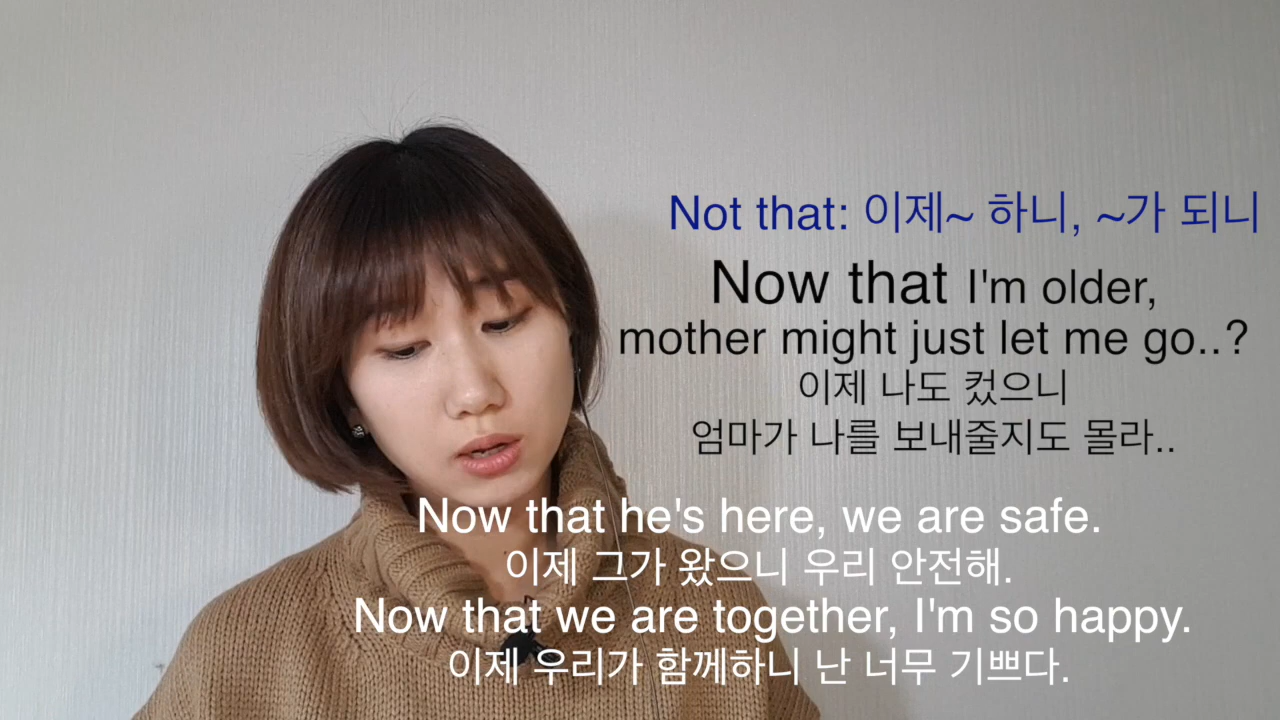 Not that: 이제~ 하니, ~가 되니
Now that I'm older,
mother might just let me go..?
이제 나도 컸으니
엄마가 나를 보내줄지도 몰라..
Now that he's here, we are safe.
이제 그가 왔으니 우리 안전해.
Now that we are together, I'm so happy.
이제 우리가 함께하니 난 너무 기쁘다.